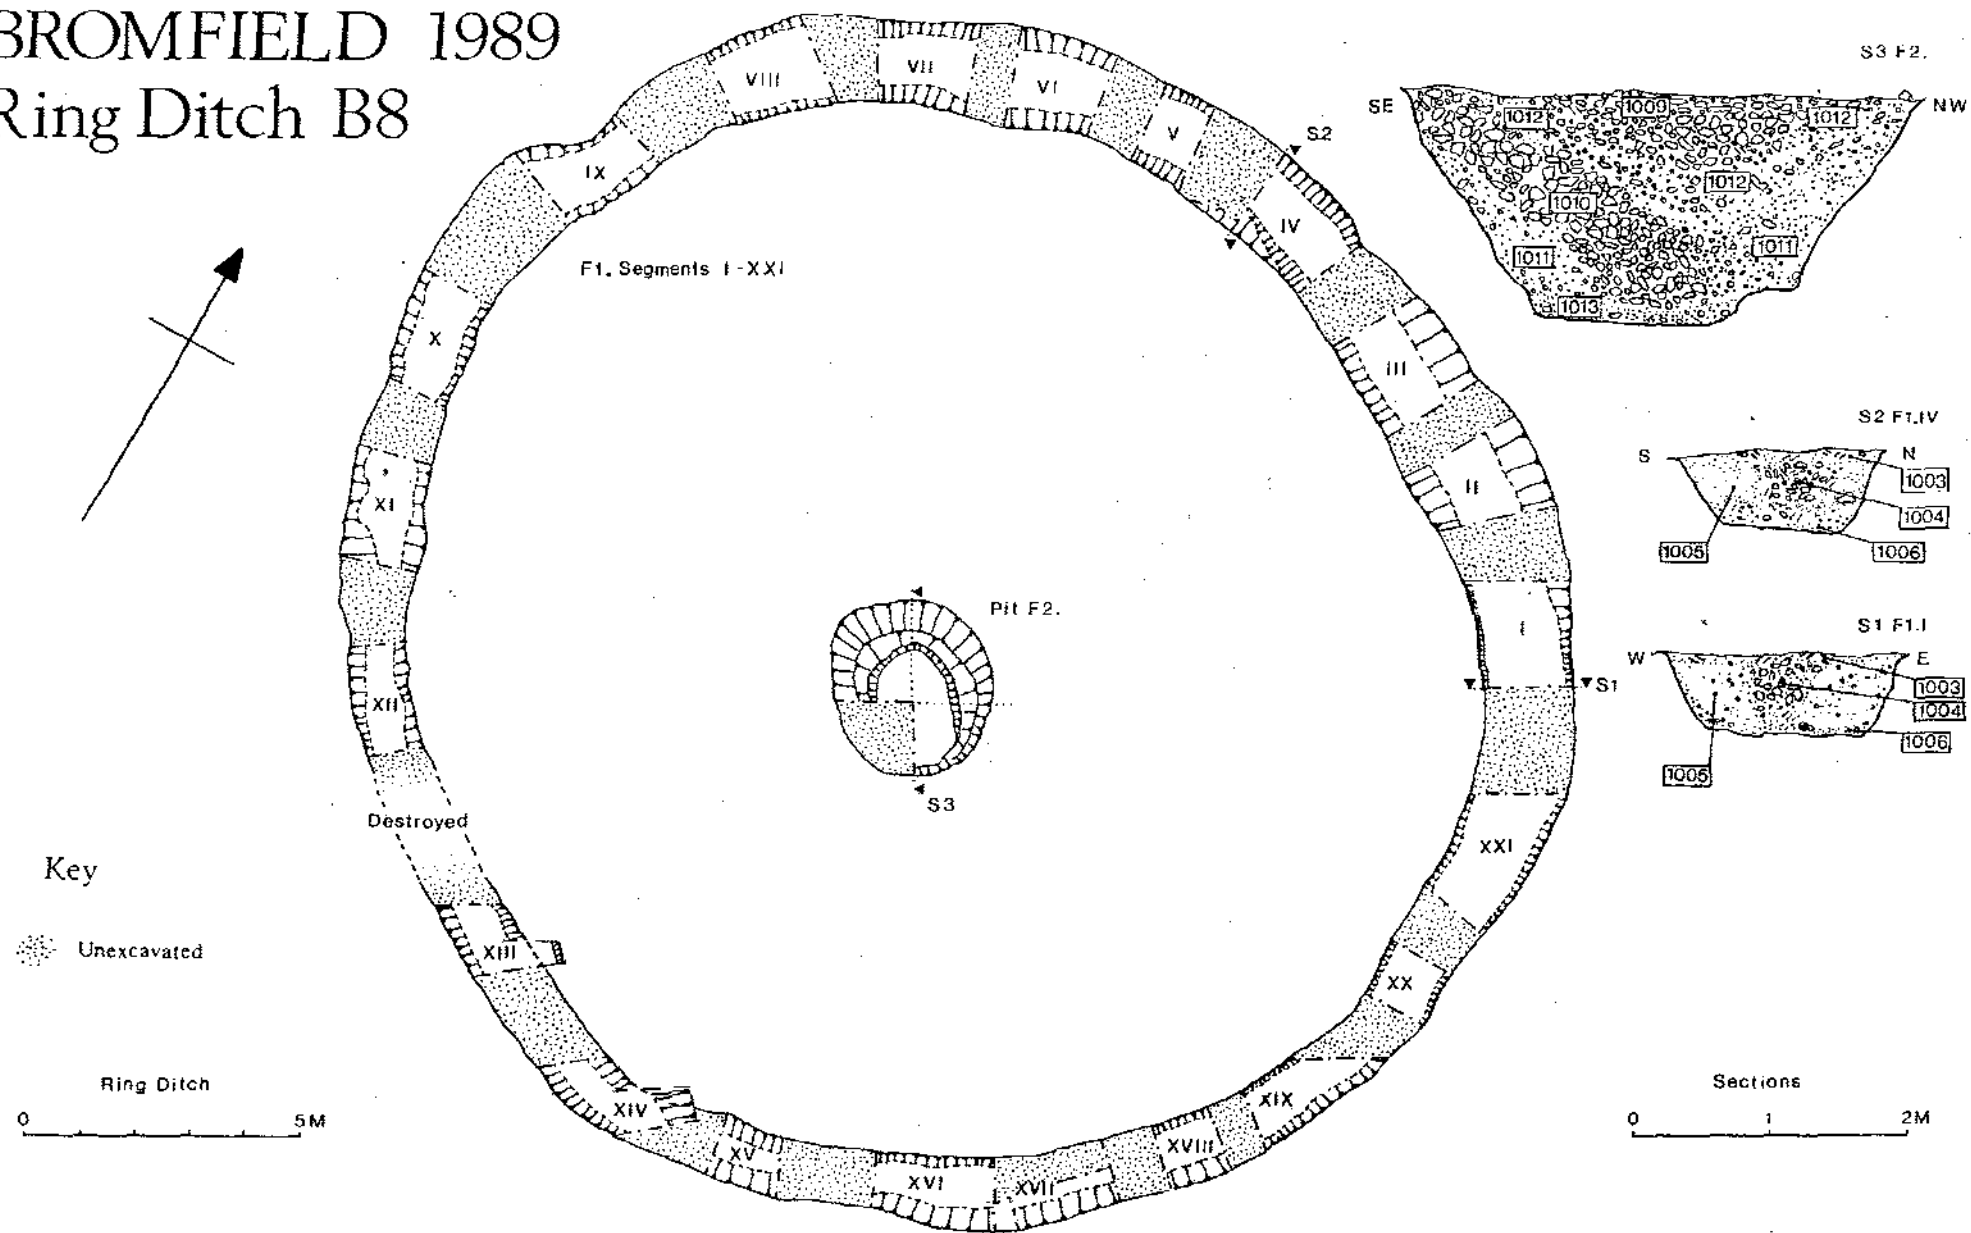 BROMFIELD 1989
Ring Ditch B8
VIII
VII
VI
V
S2
IX
IV
F1. Segments I-XXI
X
III
XI
II
I
Pit F2.
S1
XII
S3
Destroyed
XXI
XIII
XX
XIV
XV
XVI
XVII
XVIII
XIX
Key
Unexcavated
Ring Ditch
0 5M
S3 F2.
SE NW
1012 1009 1012
1012
1010
1011 1011
1013
S2 F1.IV
S N
1003
1004
1005 1006
S1 F1.I
W E
1003
1004
1006
1005
Sections
0 1 2M